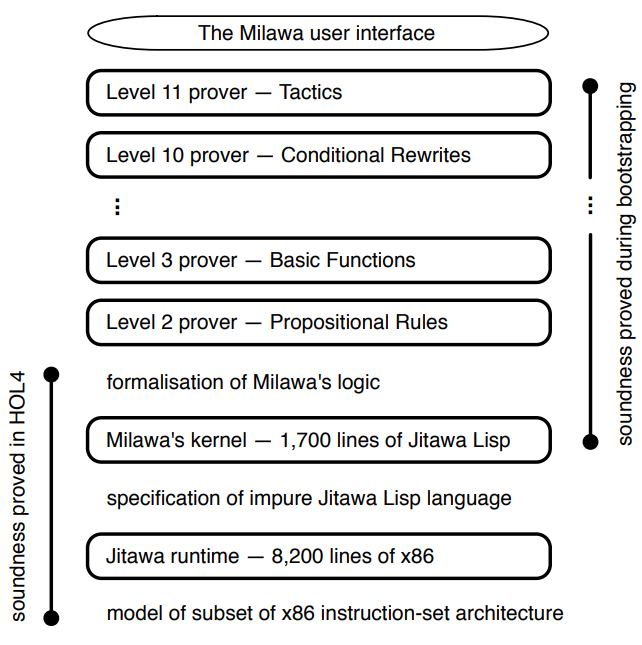 The Milawa user interface
Level 11 prover — Tactics
Level 10 prover — Conditional Rewrites
⋮
Level 3 prover — Basic Functions
Level 2 prover — Propositional Rules
formalisation of Milawa's logic
Milawa's kernel — 1,700 lines of Jitawa Lisp
specification of impure Jitawa Lisp language
Jitawa runtime — 8,200 lines of x86
model of subset of x86 instruction-set architecture
soundness proved in HOL4
⋮
soundness proved during bootstrapping